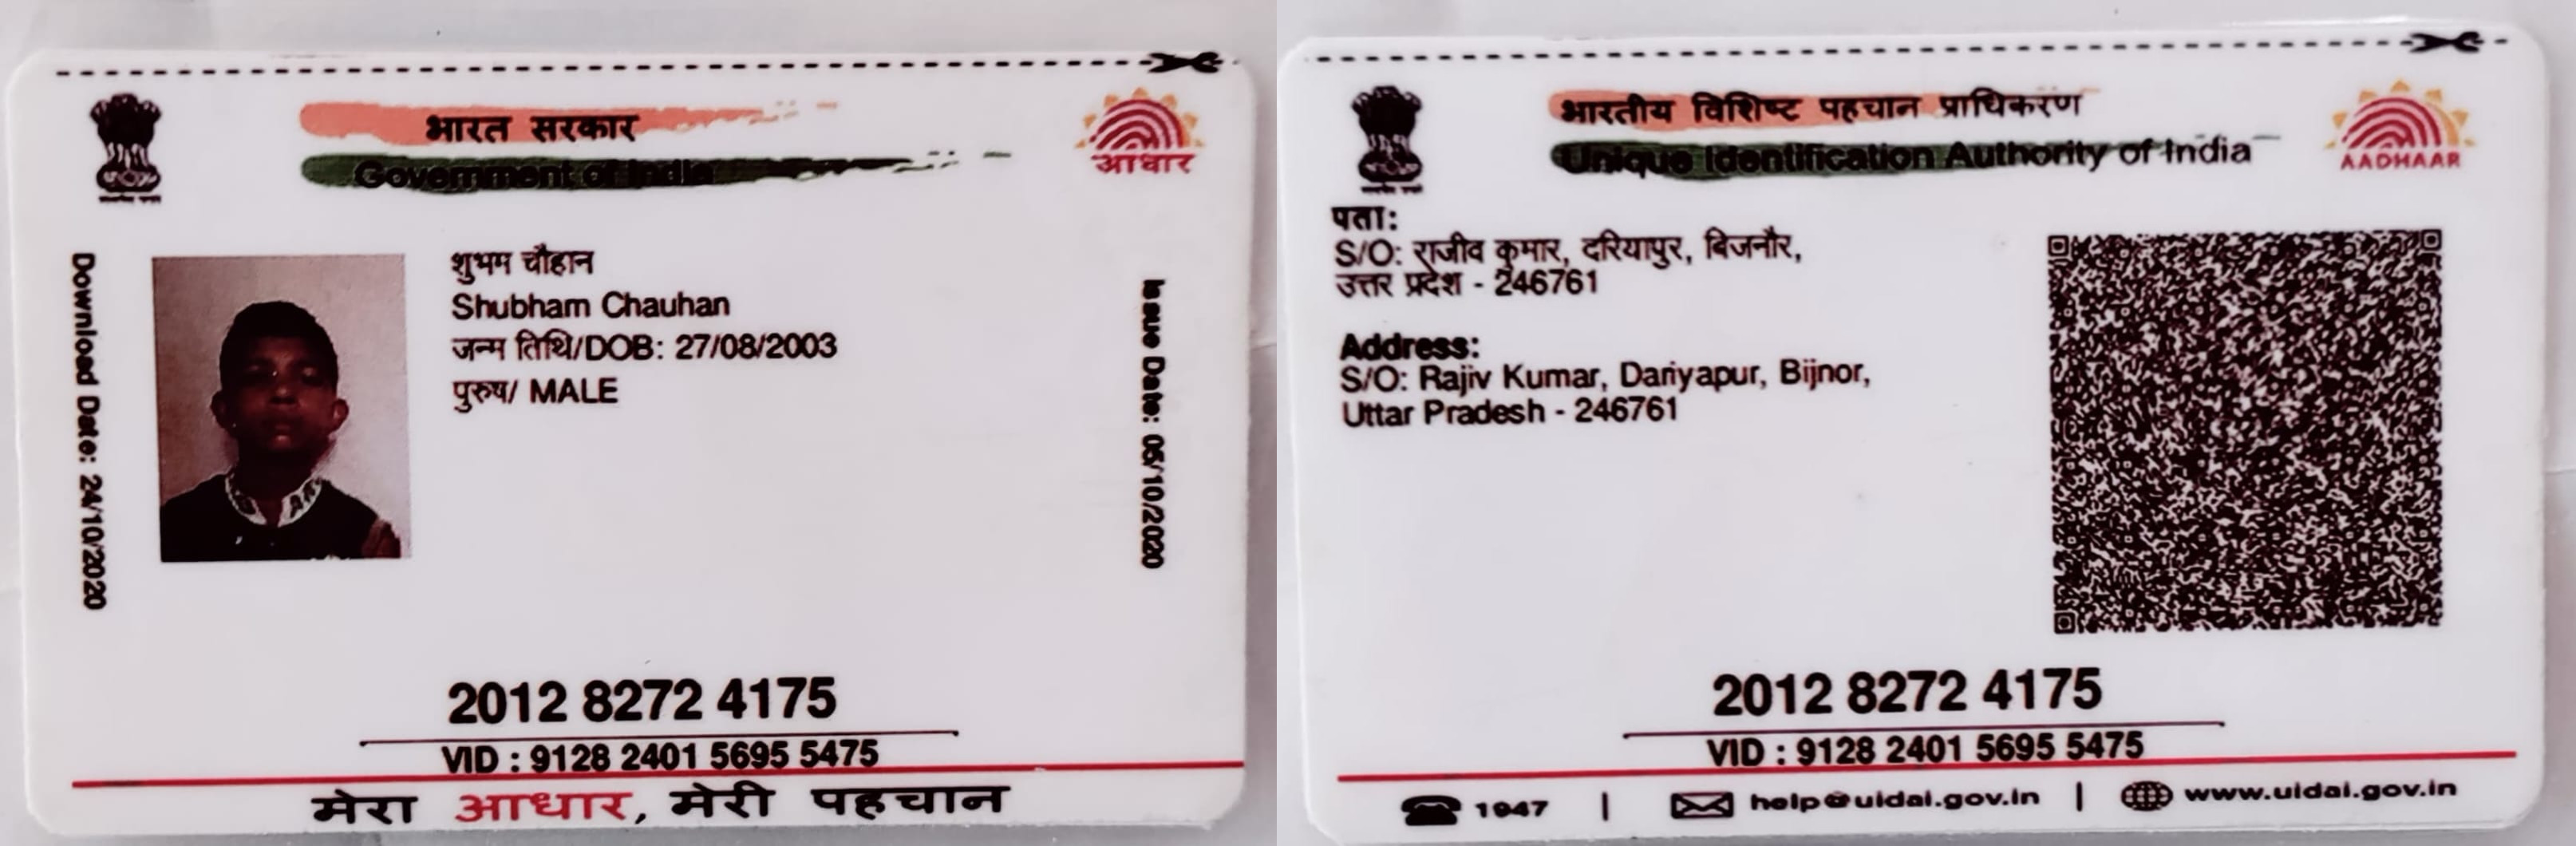 भारत सरकार
Government of India
आधार
Download Date: 24/10/2020
शुभम चौहान
Shubham Chauhan
जन्म तिथि/DOB: 27/08/2003
पुरुष/ MALE
Issue Date: 05/10/2020
2012 8272 4175
VID : 9128 2401 5695 5475
मेरा आधार, मेरी पहचान
भारतीय विशिष्ट पहचान प्राधिकरण
Unique Identification Authority of India
AADHAAR
पता:
S/O: राजीव कुमार, दरियापुर, बिजनौर,
उत्तर प्रदेश - 246761
Address:
S/O: Rajiv Kumar, Dariyapur, Bijnor,
Uttar Pradesh - 246761
2012 8272 4175
VID : 9128 2401 5695 5475
1947 | help@uidai.gov.in | www.uidai.gov.in